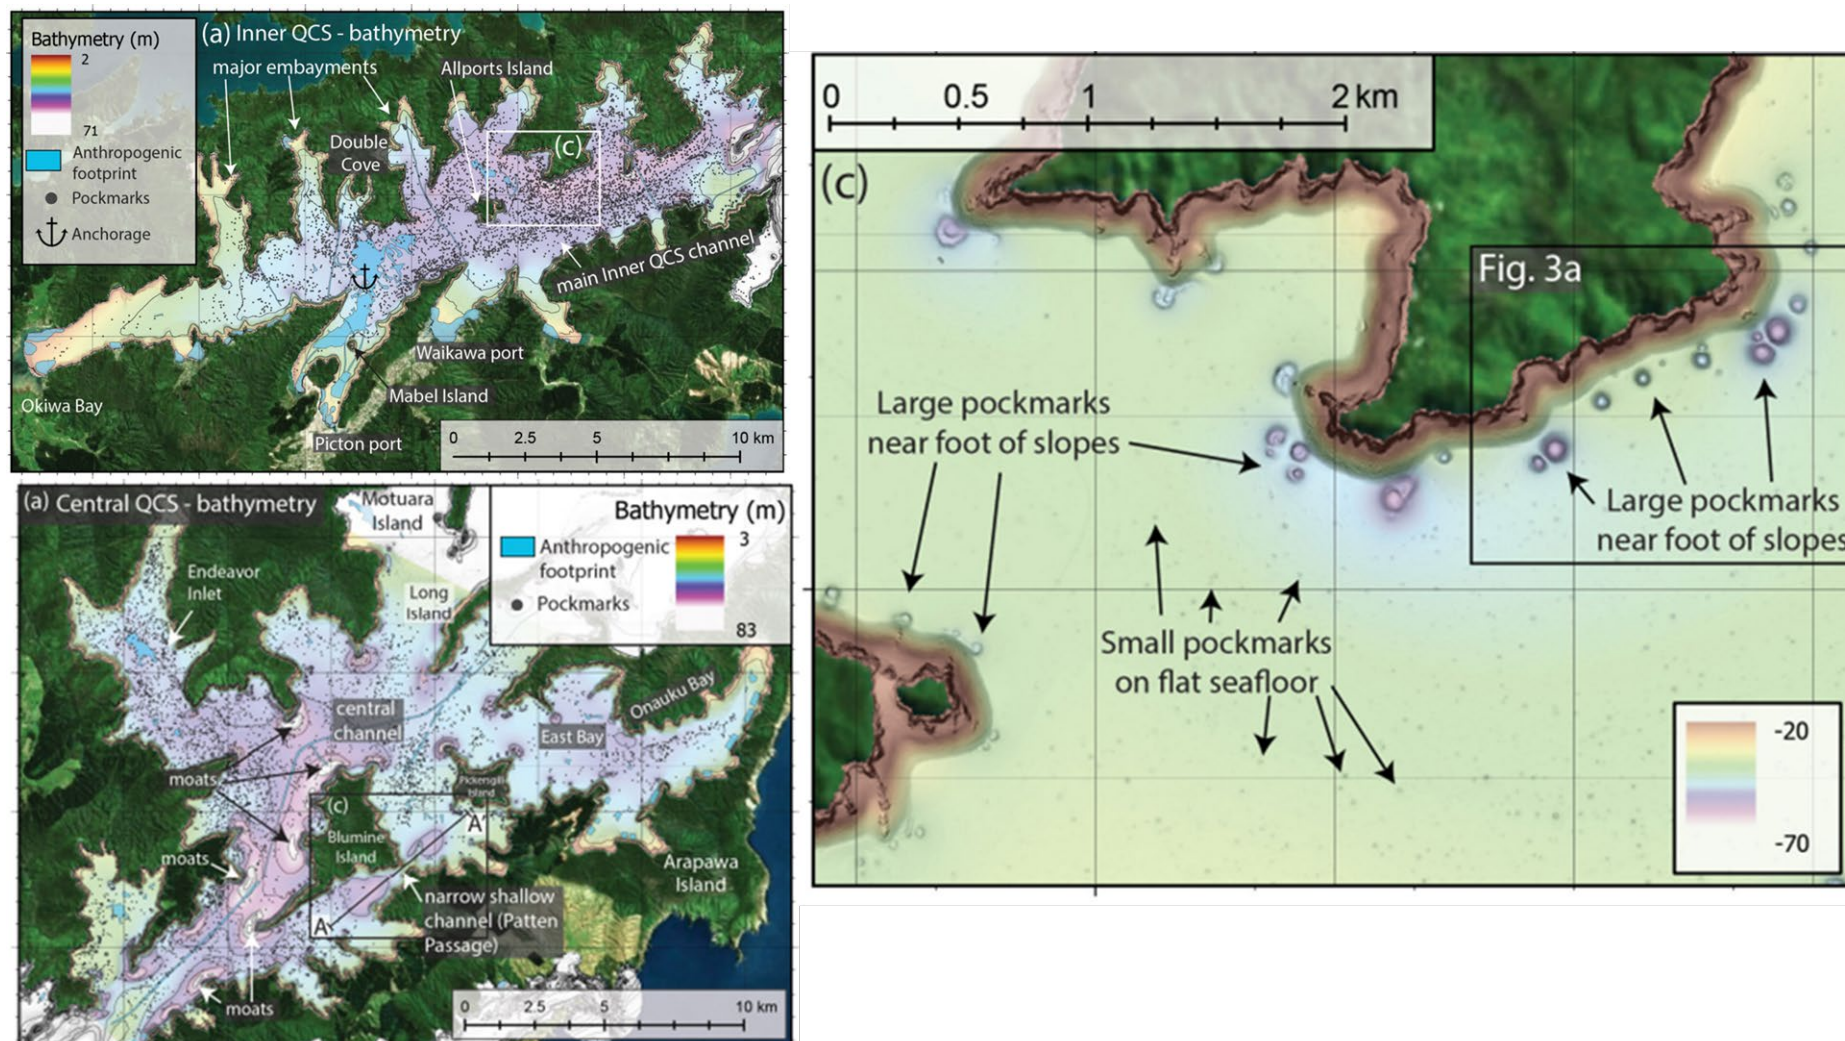 Bathymetry (m)
2
71
Anthropogenic
footprint
Pockmarks
Anchorage
(a) Inner QCS - bathymetry
major embayments
Allports Island
Double
Cove
(c)
main Inner QCS channel
Waikawa port
Mabel Island
Okiwa Bay
Picton port
0 2.5 5 10 km
(a) Central QCS - bathymetry
Motuara
Island
Bathymetry (m)
3
Anthropogenic
footprint
Pockmarks
83
Endeavor
Inlet
Long
Island
Onauku Bay
central
channel
East Bay
moats
Pickersgill
Island
(c)
A'
Blumine
Island
moats
Arapawa
Island
narrow shallow
channel (Patten
Passage)
A
moats
0 2.5 5 10 km
0 0.5 1 2 km
(c)
Fig. 3a
Large pockmarks
near foot of slopes
Large pockmarks
near foot of slopes
Small pockmarks
on flat seafloor
-20
-70